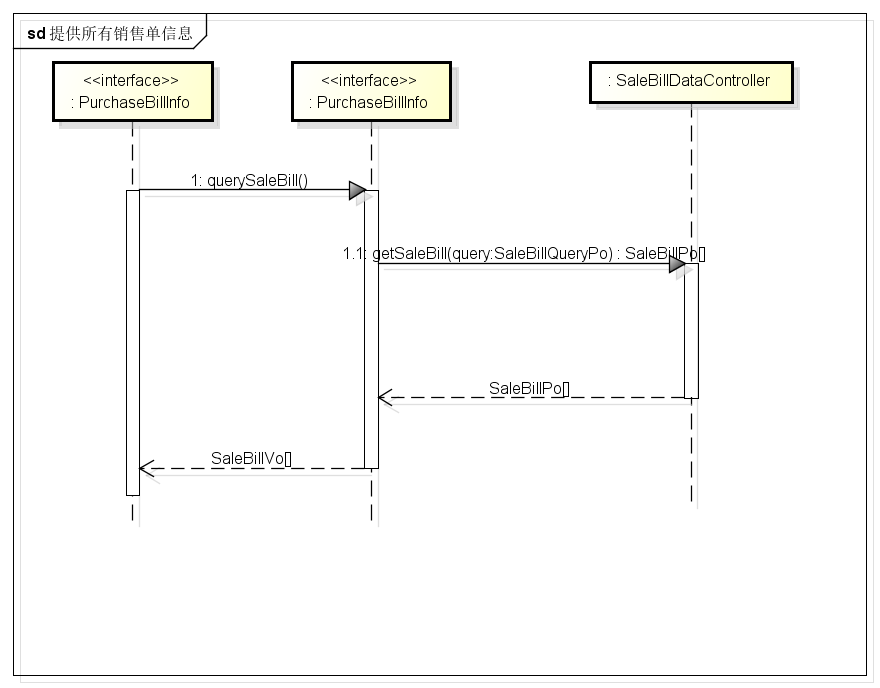 sd 提供所有销售单信息
<<interface>>
: PurchaseBillInfo
<<interface>>
: PurchaseBillInfo
: SaleBillDataController
1: querySaleBill()
1.1: getSaleBill(query:SaleBillQueryPo) : SaleBillPo[]
SaleBillPo[]
SaleBillVo[]